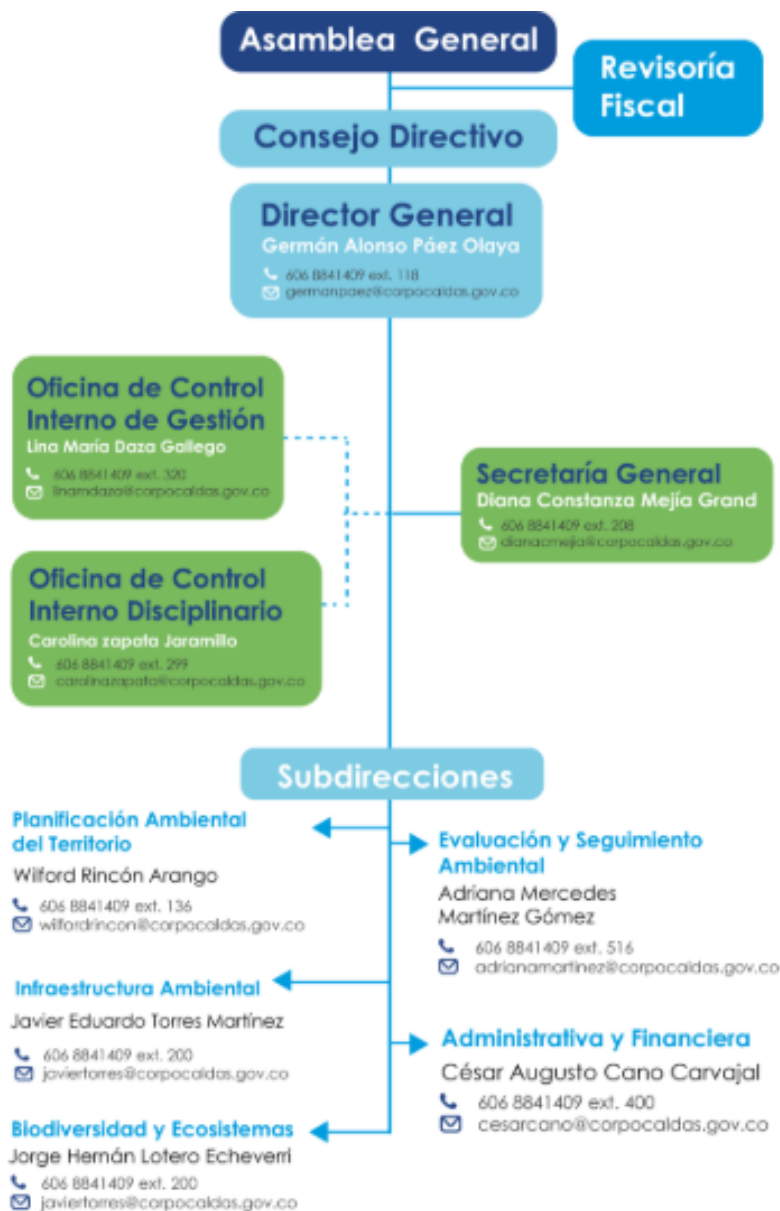 Asamblea General
Revisoría
Fiscal
Consejo Directivo
Director General
Germán Alonso Páez Olaya
606 8841409 ext. 118
germanpaez@corpocaldas.gov.co
Oficina de Control
Interno de Gestión
Lina María Daza Gallego
606 8841409 ext. 320
linamdaza@corpocaldas.gov.co
Secretaría General
Diana Constanza Mejía Grand
606 8841409 ext. 208
dianacmejia@corpocaldas.gov.co
Oficina de Control
Interno Disciplinario
Carolina zapata Jaramillo
606 8841409 ext. 299
carolinazapata@corpocaldas.gov.co
Subdirecciones
Planificación Ambiental
del Territorio
Wilford Rincón Arango
606 8841409 ext. 136
wilfordrincon@corpocaldas.gov.co
Evaluación y Seguimiento
Ambiental
Adriana Mercedes
Martínez Gómez
606 8841409 ext. 516
adrianamartinez@corpocaldas.gov.co
Infraestructura Ambiental
Javier Eduardo Torres Martínez
606 8841409 ext. 200
javiertorres@corpocaldas.gov.co
Administrativa y Financiera
César Augusto Cano Carvajal
606 8841409 ext. 400
cesarcano@corpocaldas.gov.co
Biodiversidad y Ecosistemas
Jorge Hernán Lotero Echeverri
606 8841409 ext. 200
javiertorres@corpocaldas.gov.co